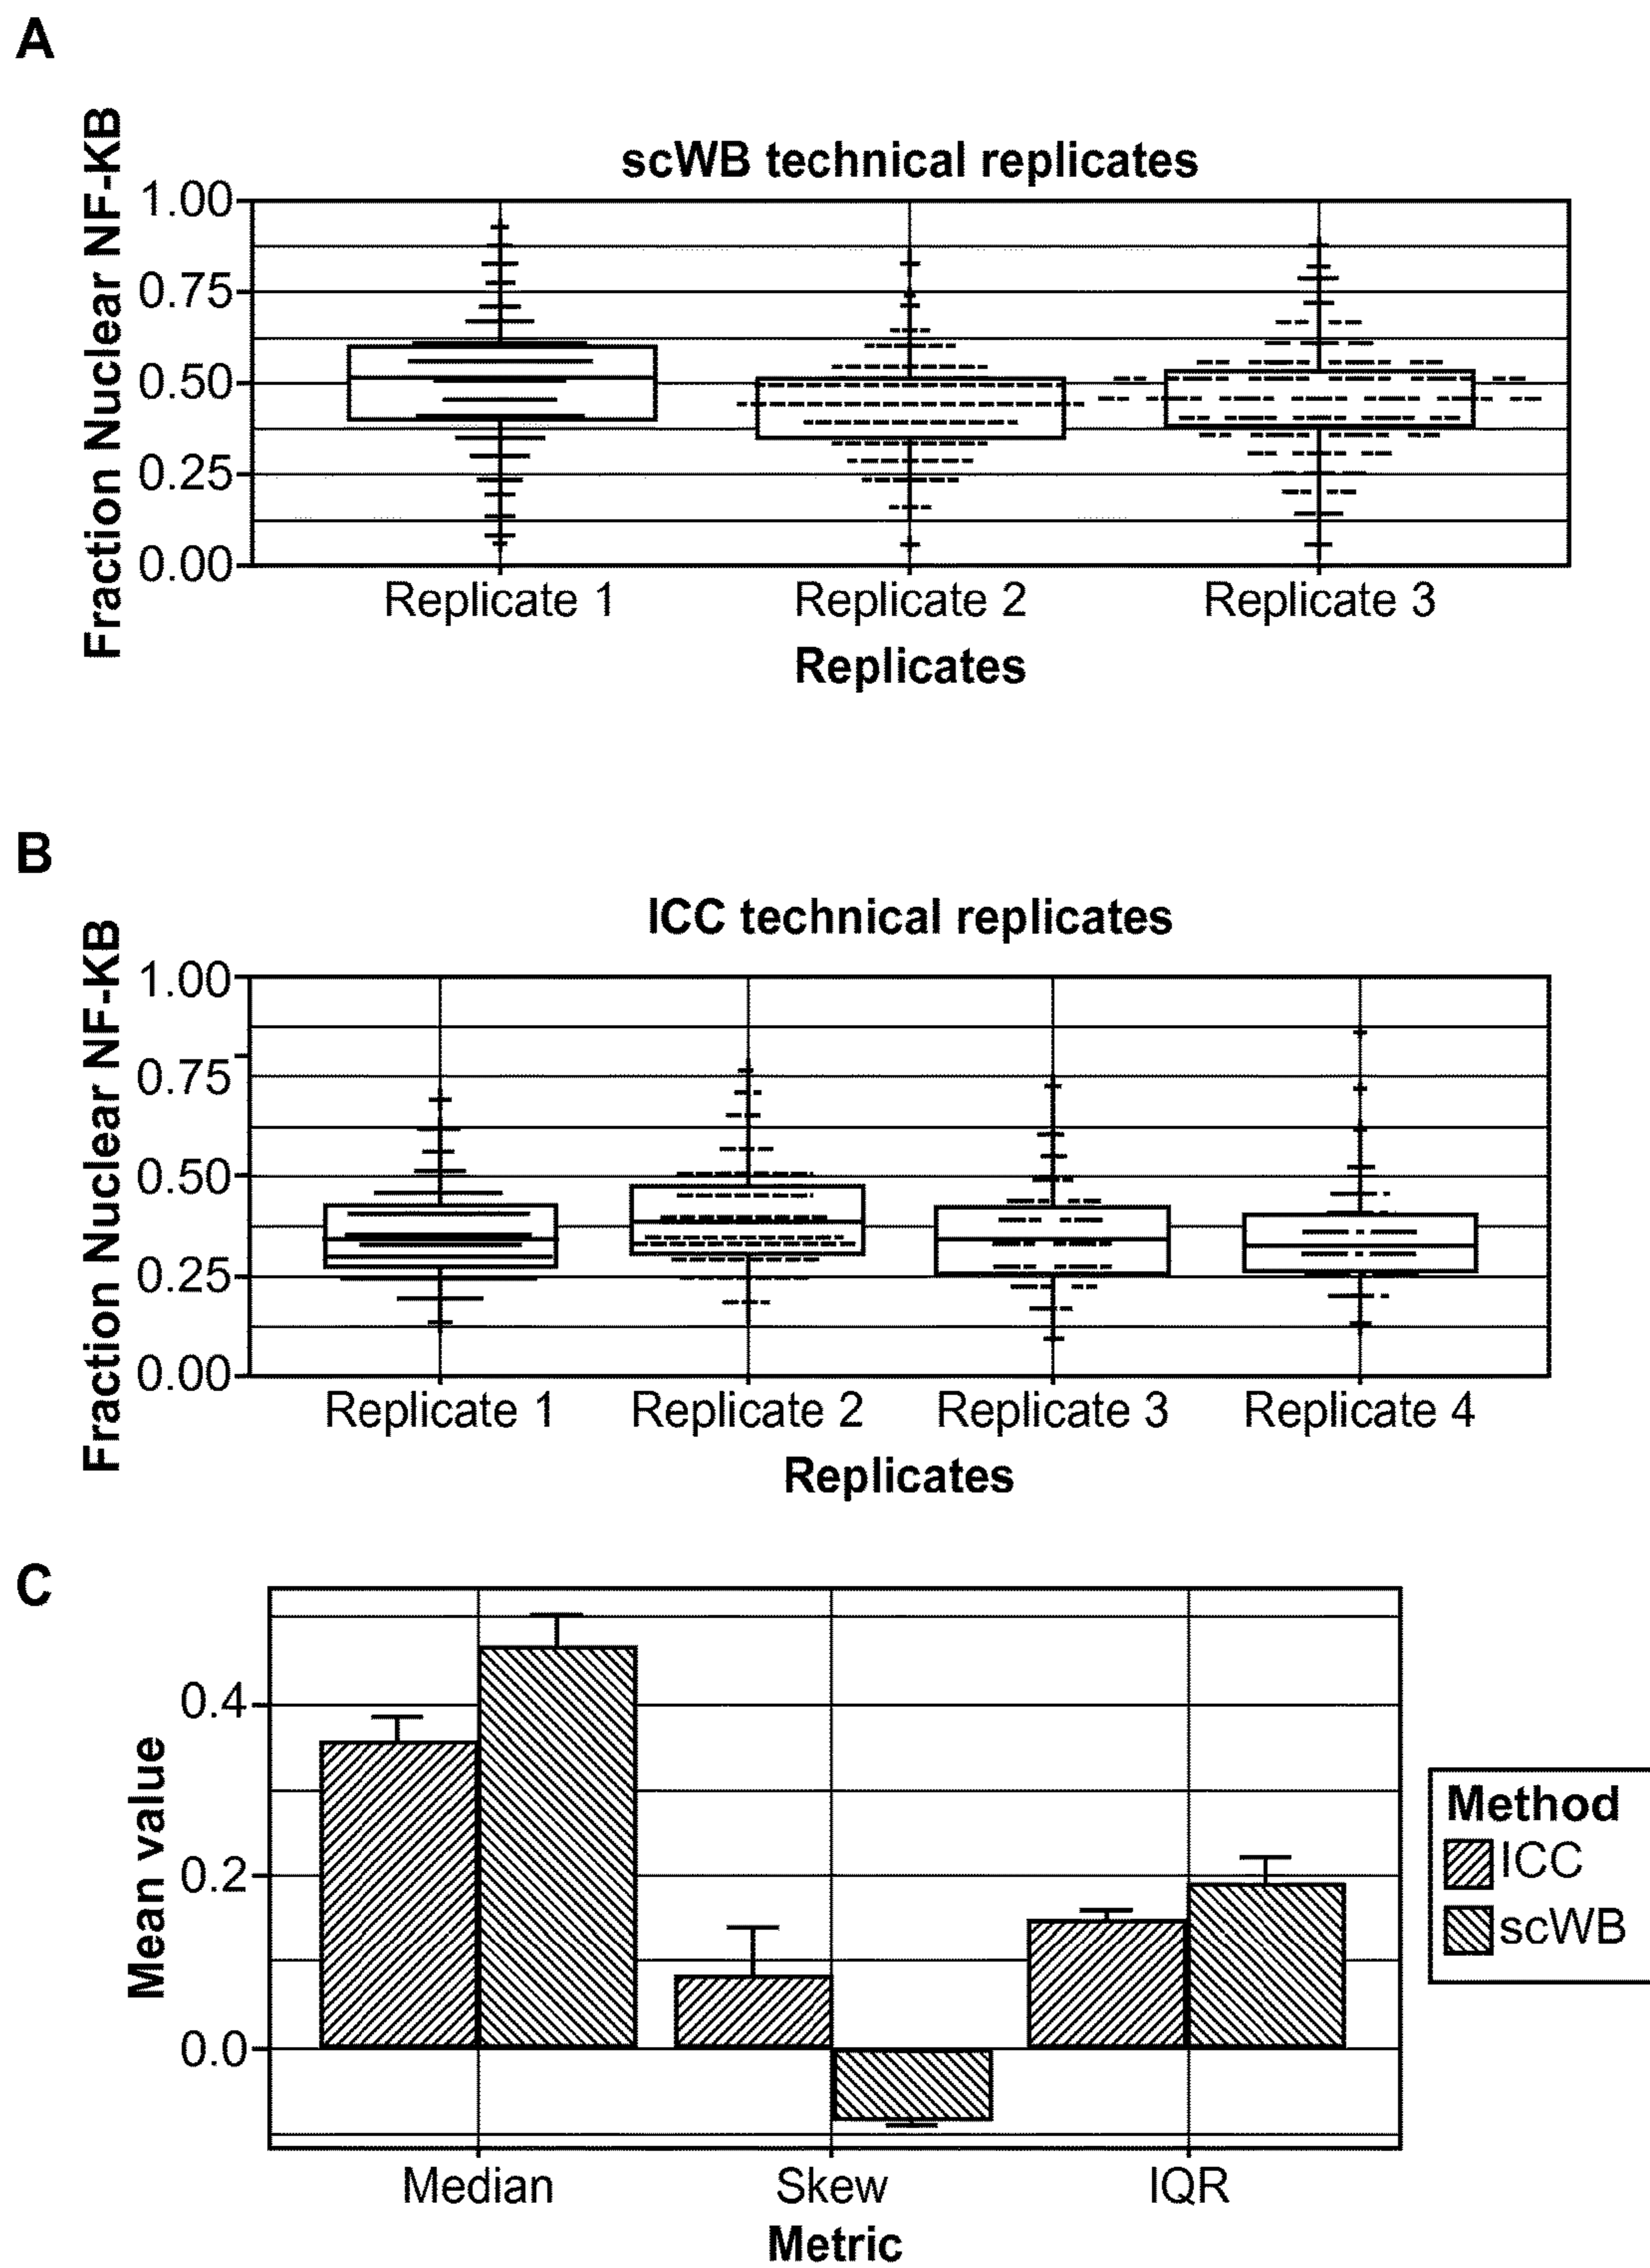 A
scWB technical replicates
Fraction Nuclear NF-KB
1.00
0.75
0.50
0.25
0.00
Replicate 1 Replicate 2 Replicate 3
Replicates
B
ICC technical replicates
Fraction Nuclear NF-KB
1.00
0.75
0.50
0.25
0.00
Replicate 1 Replicate 2 Replicate 3 Replicate 4
Replicates
C
Mean value
0.4
0.2
0.0
Median Skew IQR
Metric
Method
ICC
scWB